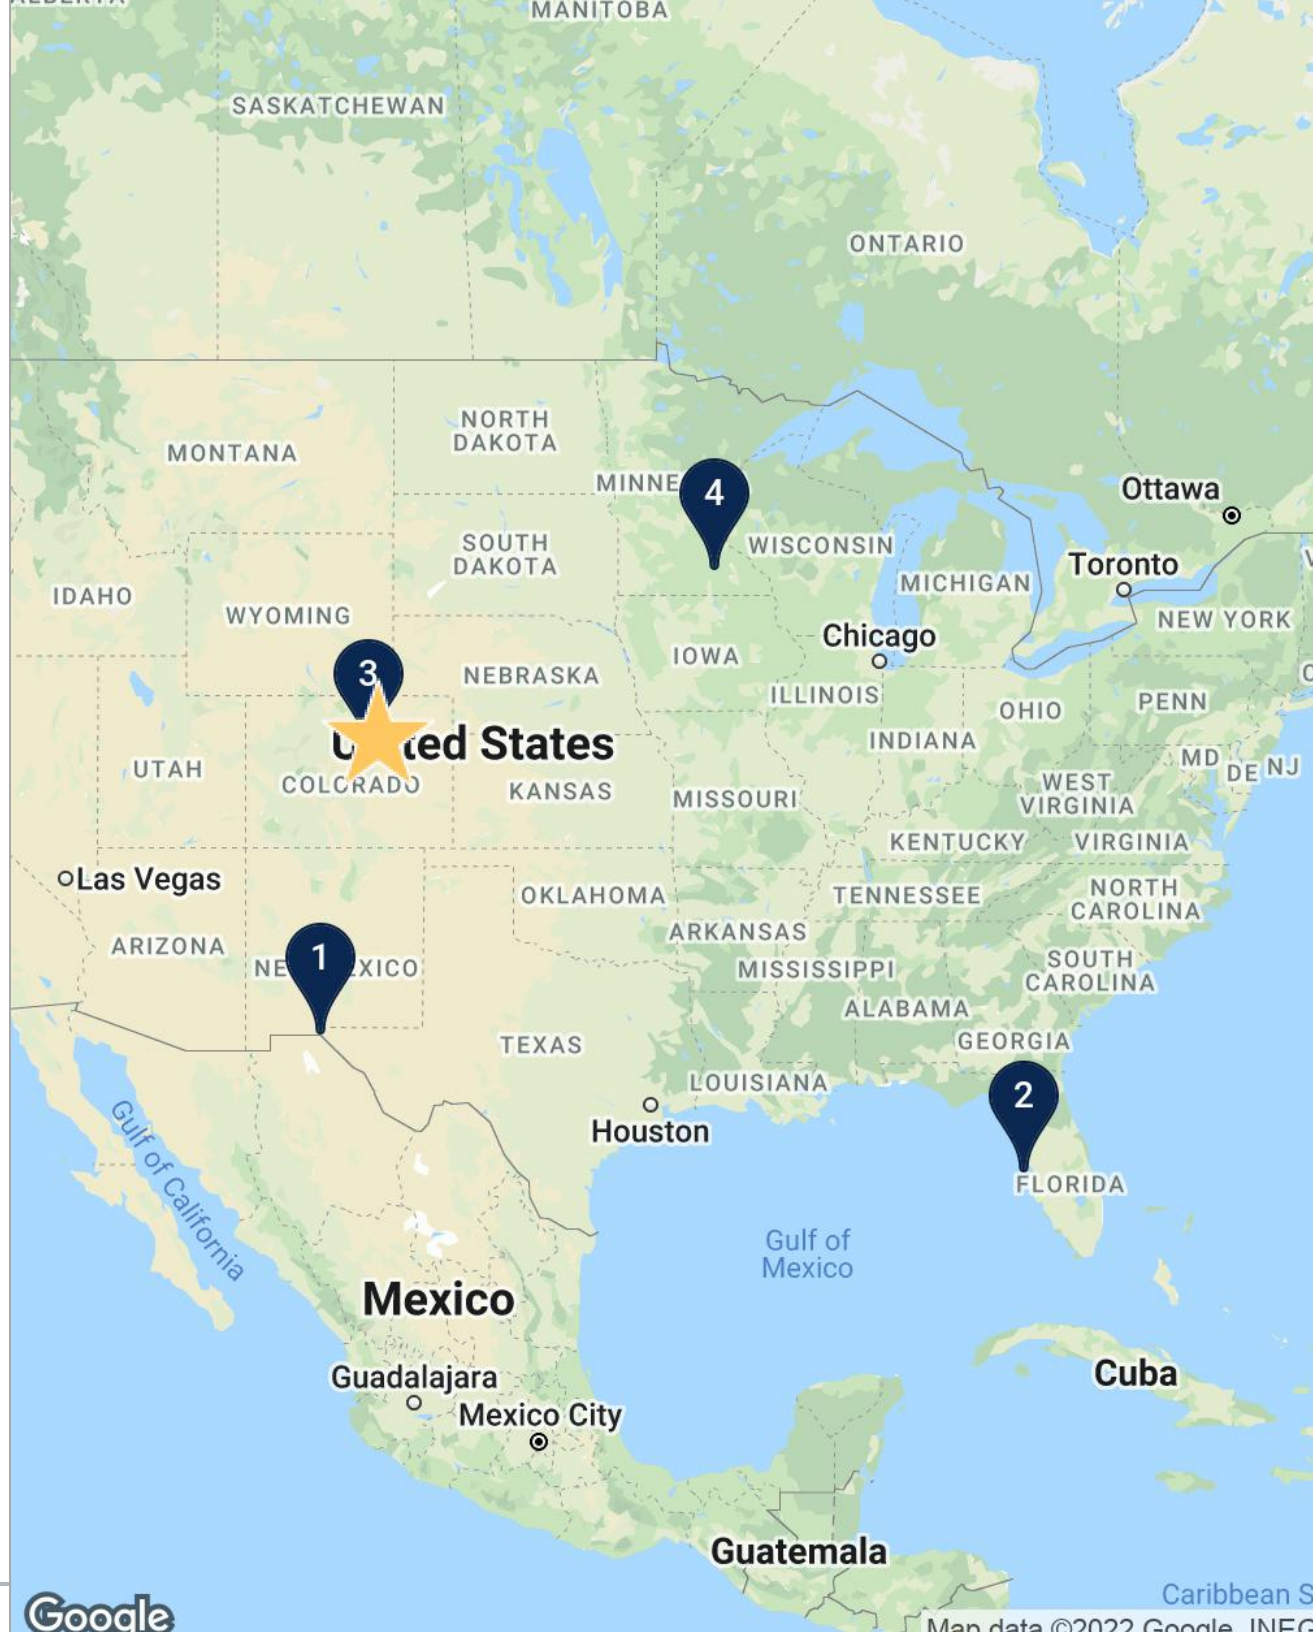 MANITOBA
SASKATCHEWAN
ONTARIO
NORTH
DAKOTA
MONTANA
MINNE
4
Ottawa
SOUTH
DAKOTA
WISCONSIN
Toronto
MICHIGAN
IDAHO
WYOMING
NEW YORK
Chicago
IOWA
3
NEBRASKA
ILLINOIS
PENN
OHIO
United States
INDIANA
MD
DE
NJ
UTAH
COLORADO
KANSAS
MISSOURI
WEST
VIRGINIA
KENTUCKY
VIRGINIA
Las Vegas
OKLAHOMA
TENNESSEE
NORTH
CAROLINA
ARKANSAS
ARIZONA
1
NE
EXICO
MISSISSIPPI
SOUTH
CAROLINA
ALABAMA
TEXAS
GEORGIA
LOUISIANA
2
Houston
FLORIDA
Gulf of California
Gulf of
Mexico
Mexico
Guadalajara
Cuba
Mexico City
Guatemala
Caribbean S
Google
Map data ©2022 Google, INEG